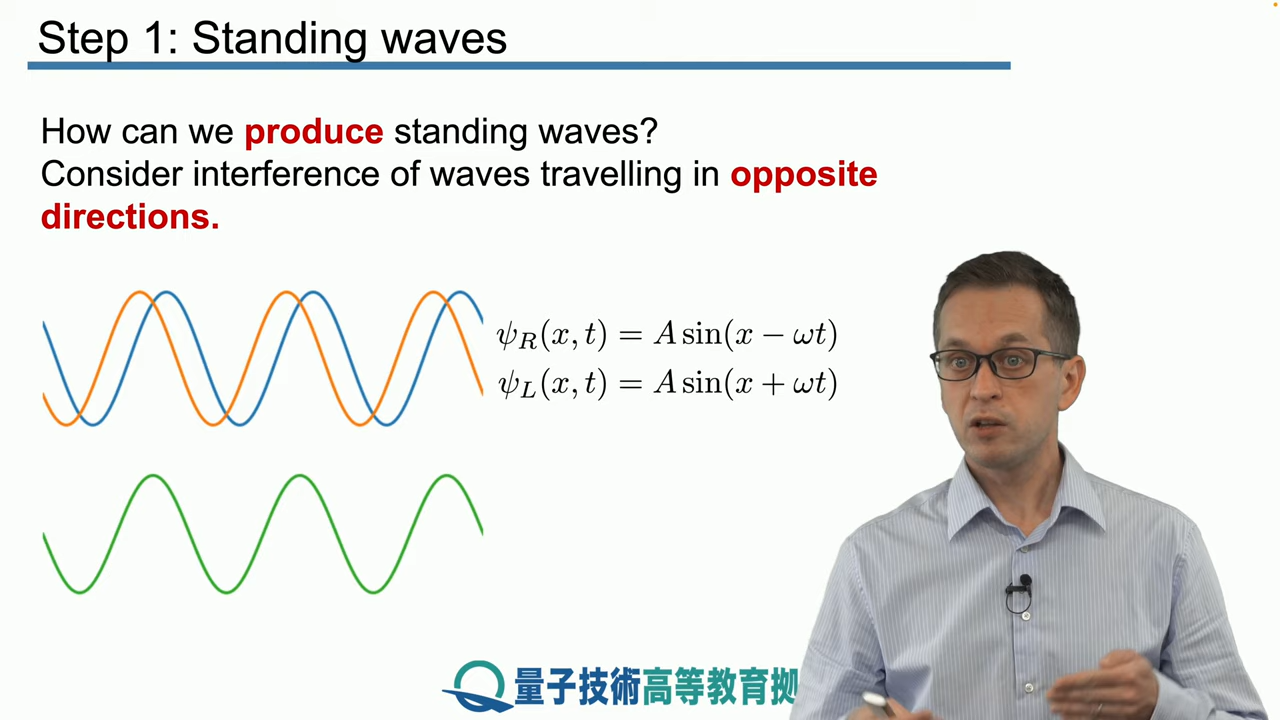 Step 1: Standing waves
How can we produce standing waves?
Consider interference of waves travelling in opposite
directions.
ψ_R(x, t) = A sin(x − ωt)
ψ_L(x, t) = A sin(x + ωt)
量子技術高等教育拠